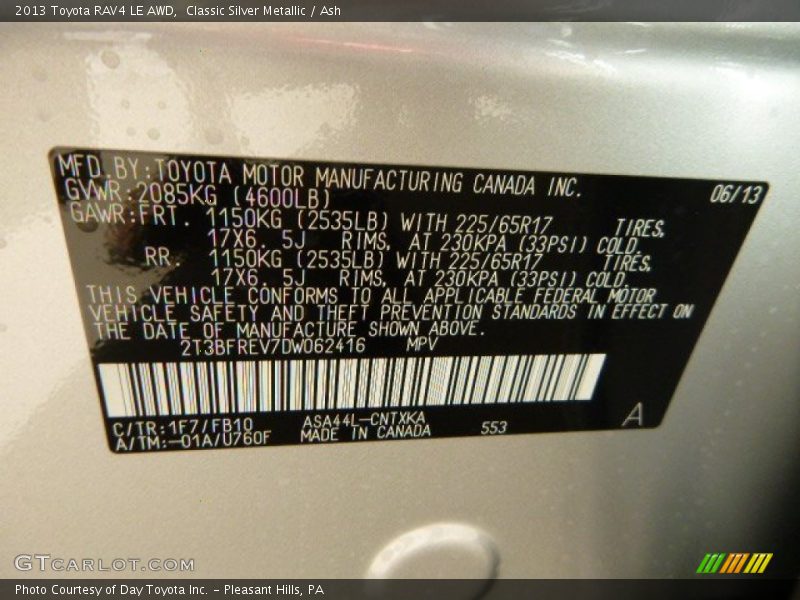 2013 Toyota RAV4 LE AWD,  Classic Silver Metallic / Ash
MFD. BY:TOYOTA MOTOR MANUFACTURING CANADA INC. 06/13
GVWR:2085KG (4600LB)
GAWR:FRT. 1150KG (2535LB) WITH 225/65R17 TIRES,
17X6. 5J RIMS, AT 230KPA (33PSI) COLD
RR. 1150KG (2535LB) WITH 225/65R17 TIRES,
17X6. 5J RIMS, AT 230KPA (33PSI) COLD.
THIS VEHICLE CONFORMS TO ALL APPLICABLE FEDERAL MOTOR
VEHICLE SAFETY AND THEFT PREVENTION STANDARDS IN EFFECT ON
THE DATE OF MANUFACTURE SHOWN ABOVE.
2T3BFREV7DW062416 MPV
C/TR:1F7/FB10 ASA44L-CNTXKA 553 A
A/TM:-01A/U760F MADE IN CANADA
GTCARLOT.COM
Photo Courtesy of Day Toyota Inc. - Pleasant Hills, PA